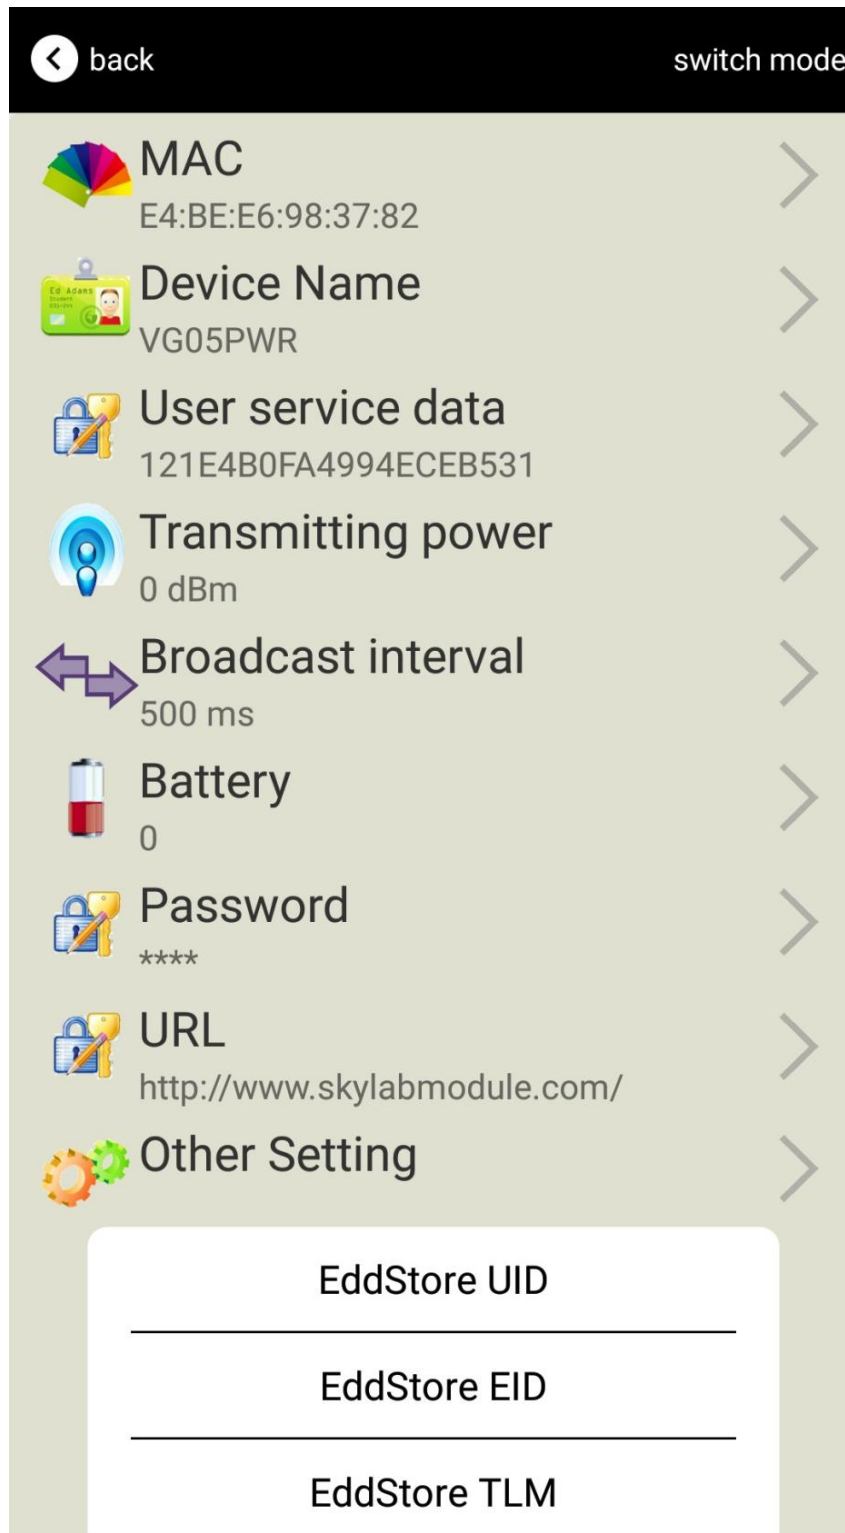 back
switch mode
MAC
E4:BE:E6:98:37:82
Device Name
VG05PWR
User service data
121E4B0FA4994ECEB531
Transmitting power
0 dBm
Broadcast interval
500 ms
Battery
0
Password
****
URL
http://www.skylabmodule.com/
Other Setting
EddStore UID
EddStore EID
EddStore TLM